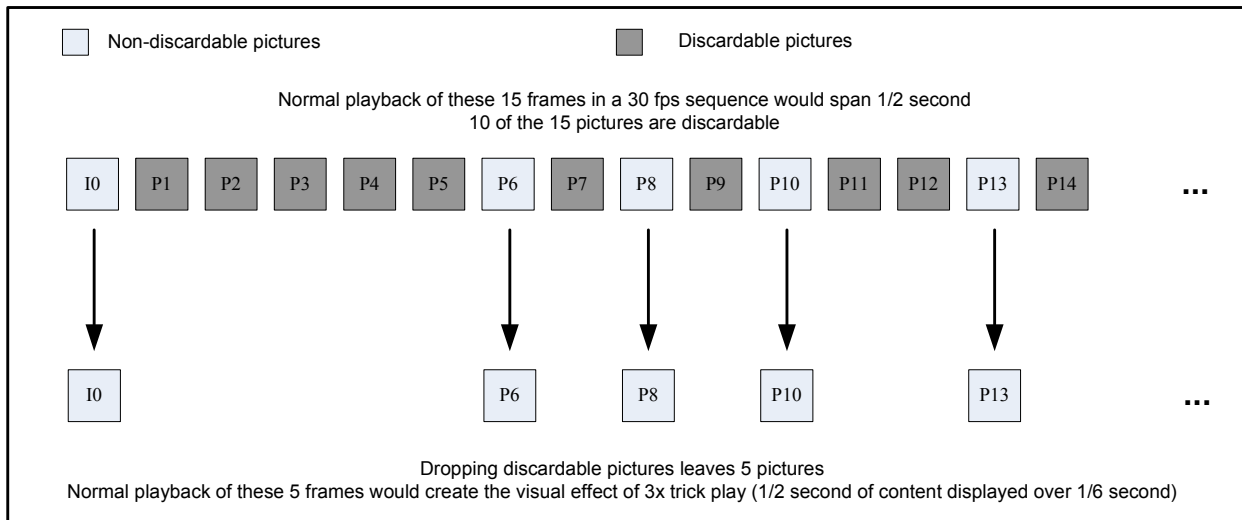 Non-discardable pictures
Discardable pictures
Normal playback of these 15 frames in a 30 fps sequence would span 1/2 second
10 of the 15 pictures are discardable
I0 P1 P2 P3 P4 P5 P6 P7 P8 P9 P10 P11 P12 P13 P14 ...
I0 P6 P8 P10 P13 ...
Dropping discardable pictures leaves 5 pictures
Normal playback of these 5 frames would create the visual effect of 3x trick play (1/2 second of content displayed over 1/6 second)